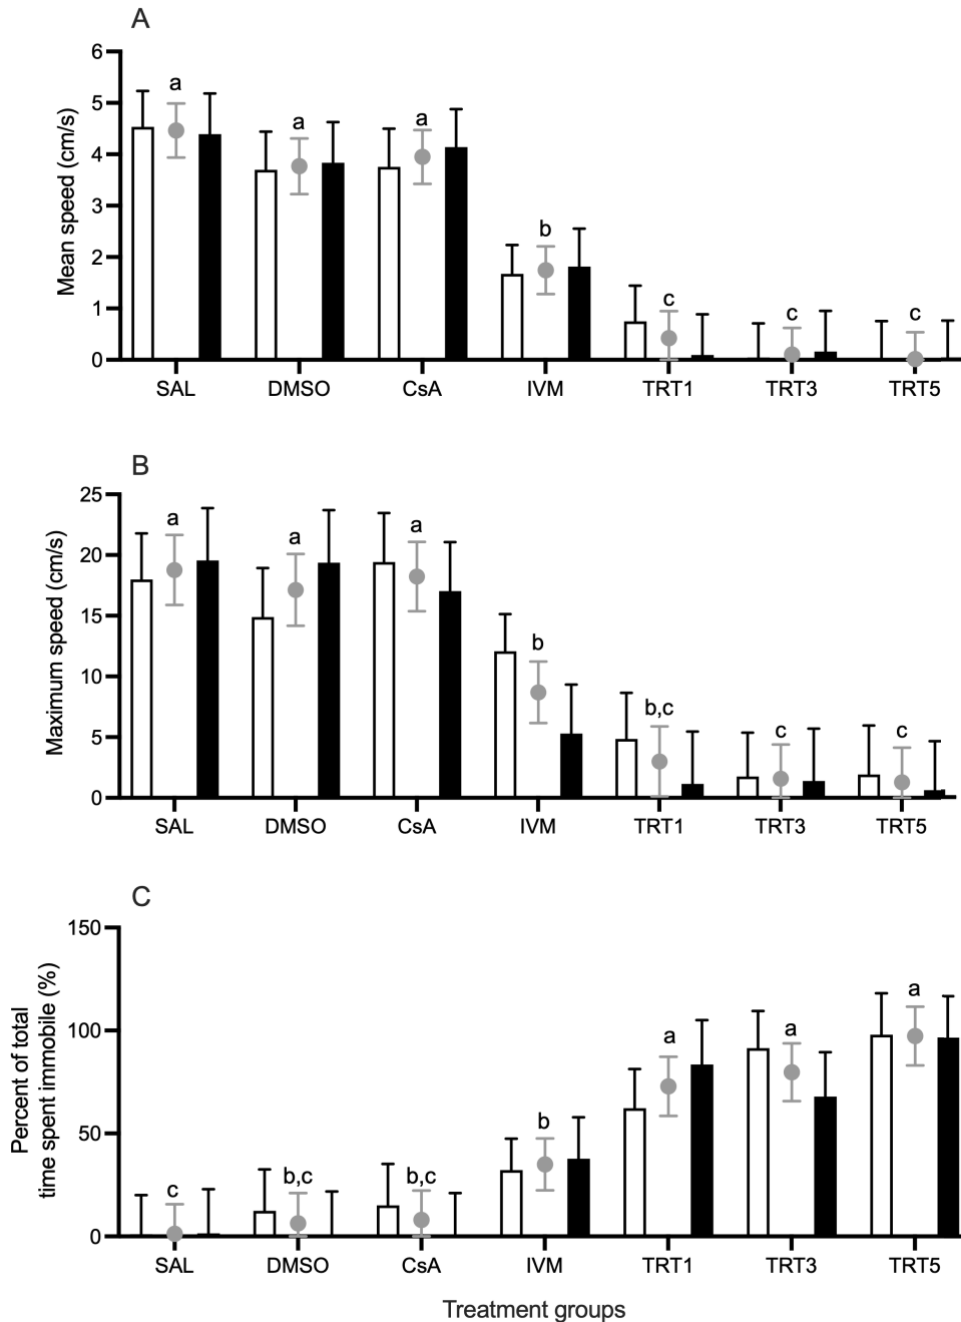 A
Mean speed (cm/s)
6
5
4
3
2
1
0
a
a
a
b
c
c
c
SAL DMSO CsA IVM TRT1 TRT3 TRT5
B
Maximum speed (cm/s)
25
20
15
10
5
0
a
a
a
b
b,c
c
c
SAL DMSO CsA IVM TRT1 TRT3 TRT5
C
Percent of total
time spent immobile (%)
150
100
50
0
c
b,c
b,c
b
a
a
a
SAL DMSO CsA IVM TRT1 TRT3 TRT5
Treatment groups